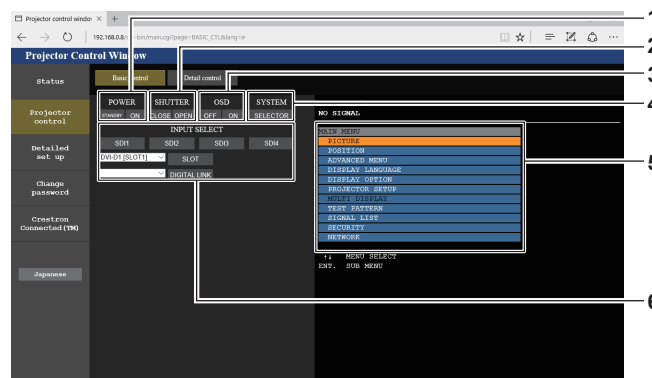 Projector control windo
192.168.0.8/cgi-bin/main.cgi?page=BASIC_CTL&lang=e
1
Projector Control Window
2
Status
Basic control
Detail control
3
POWER
SHUTTER
OSD
SYSTEM
4
STANDBY
ON
CLOSE
OPEN
OFF
ON
SELECTOR
Projector
control
INPUT SELECT
NO SIGNAL
SDI1
SDI2
SDI3
SDI4
DVI-D1 [SLOT1]
SLOT
DIGITAL LINK
MAIN MENU
PICTURE
POSITION
ADVANCED MENU
DISPLAY LANGUAGE
DISPLAY OPTION
PROJECTOR SETUP
MULTI DISPLAY
TEST PATTERN
SIGNAL LIST
SECURITY
NETWORK
5
Detailed
set up
Change
password
Crestron
Connected(TM)
↑↓ MENU SELECT
ENT. SUB MENU
Japanese
6